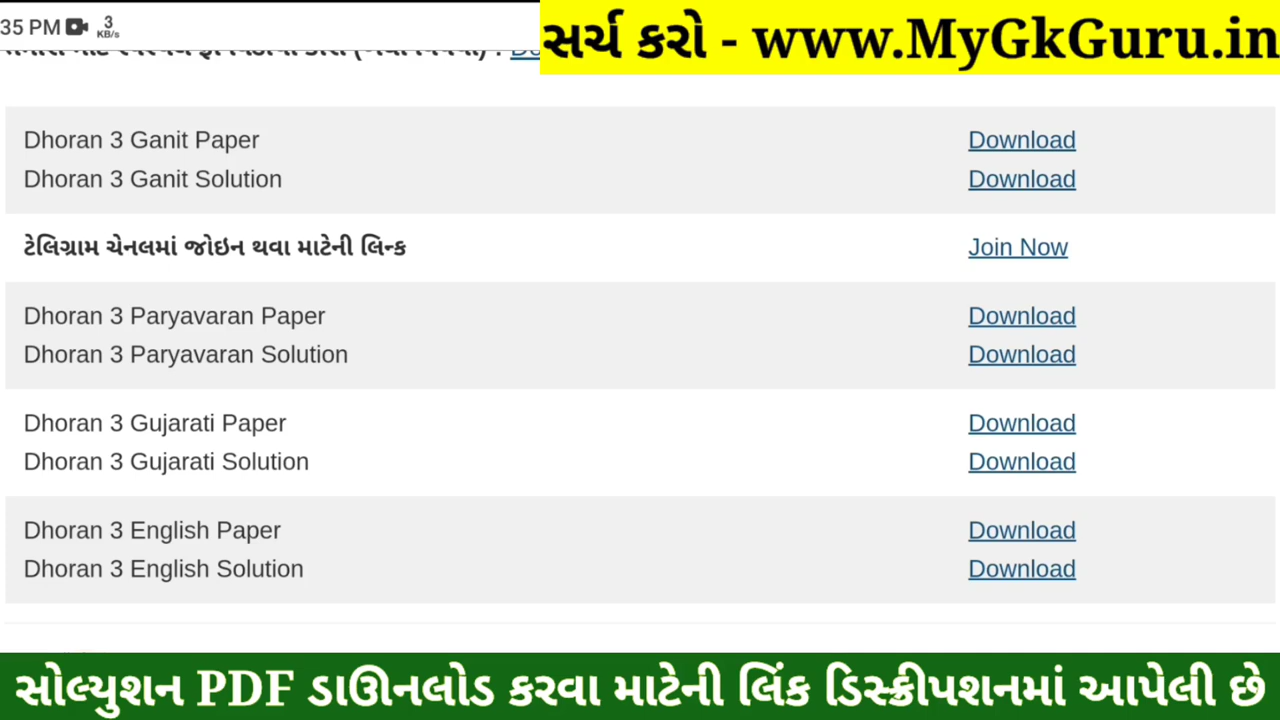 35 PM 3 KB/s
સર્ચ કરો - www.MyGkGuru.in
Dhoran 3 Ganit Paper Download
Dhoran 3 Ganit Solution Download
ટેલિગ્રામ ચેનલમાં જોઇન થવા માટેની લિન્ક Join Now
Dhoran 3 Paryavaran Paper Download
Dhoran 3 Paryavaran Solution Download
Dhoran 3 Gujarati Paper Download
Dhoran 3 Gujarati Solution Download
Dhoran 3 English Paper Download
Dhoran 3 English Solution Download
સોલ્યુશન PDF ડાઊનલોડ કરવા માટેની લિંક ડિસ્ક્રીપશનમાં આપેલી છે